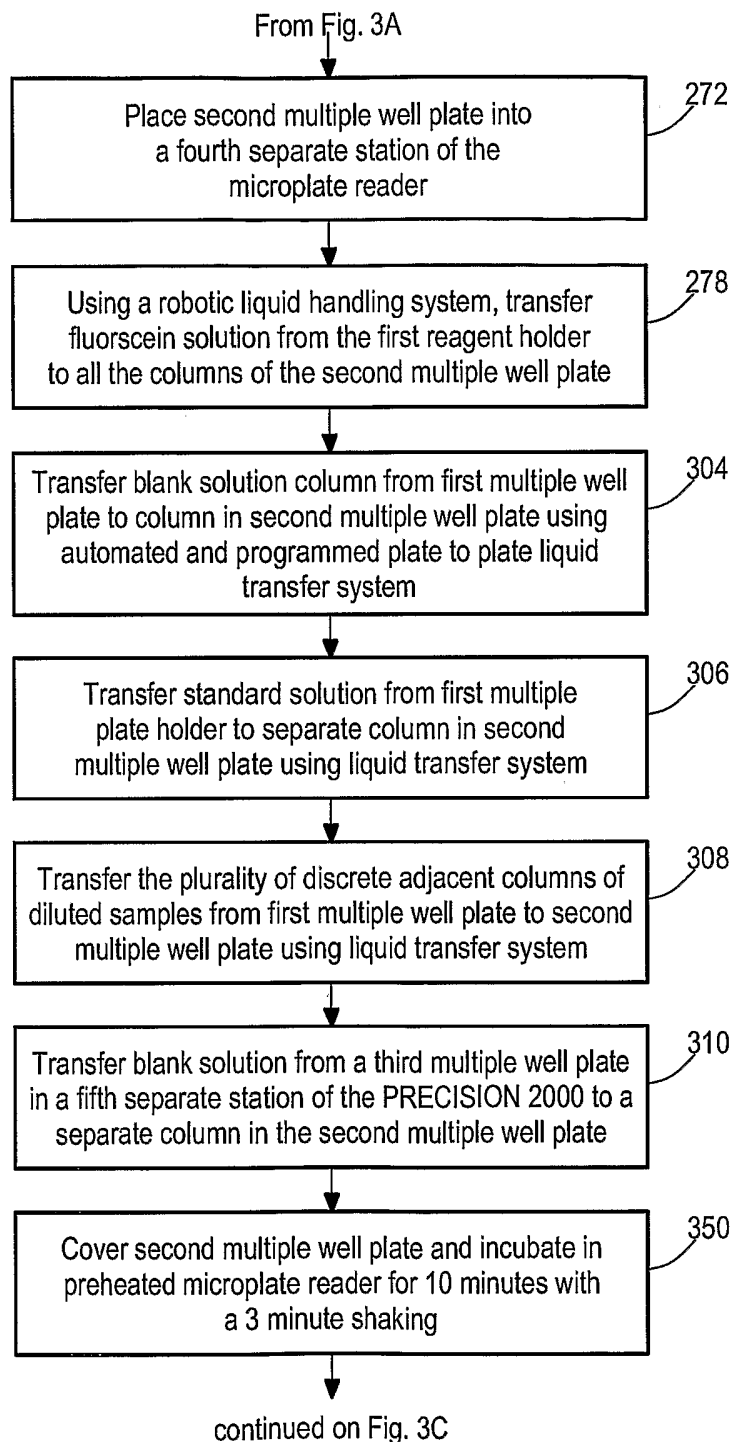 From Fig. 3A
272
Place second multiple well plate into
a fourth separate station of the
microplate reader
278
Using a robotic liquid handling system, transfer
fluorscein solution from the first reagent holder
to all the columns of the second multiple well plate
304
Transfer blank solution column from first multiple well
plate to column in second multiple well plate using
automated and programmed plate to plate liquid
transfer system
306
Transfer standard solution from first multiple
plate holder to separate column in second
multiple well plate using liquid transfer system
308
Transfer the plurality of discrete adjacent columns of
diluted samples from first multiple well plate to second
multiple well plate using liquid transfer system
310
Transfer blank solution from a third multiple well plate
in a fifth separate station of the PRECISION 2000 to a
separate column in the second multiple well plate
350
Cover second multiple well plate and incubate in
preheated microplate reader for 10 minutes with
a 3 minute shaking
continued on Fig. 3C